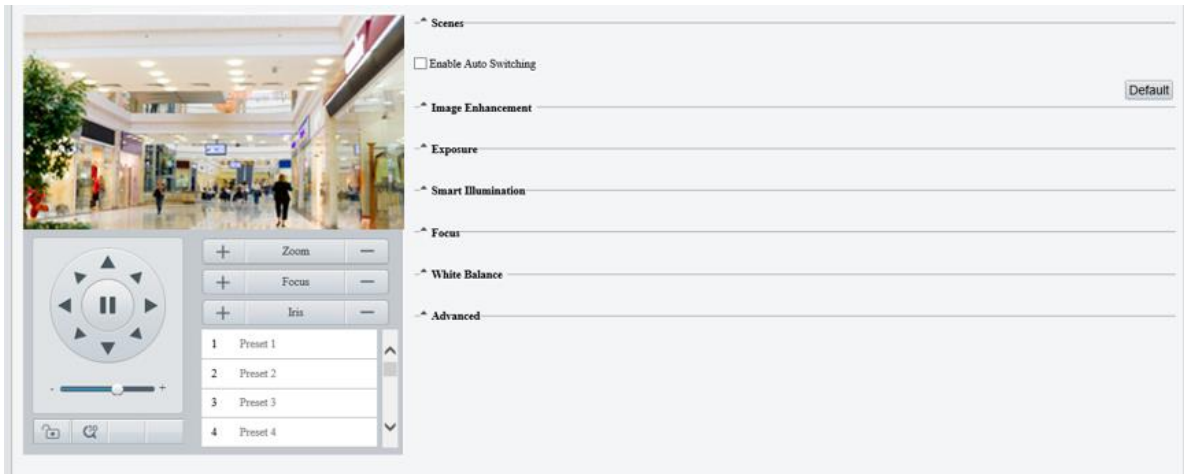 Scenes
Enable Auto Switching
Default
Image Enhancement
Exposure
Smart Illumination
Focus
White Balance
Advanced
+ Zoom −
+ Focus −
+ Iris −
1 Preset 1
2 Preset 2
3 Preset 3
4 Preset 4
- +